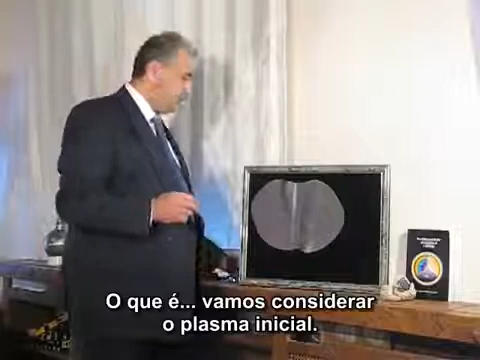 O que é... vamos considerar
o plasma inicial.